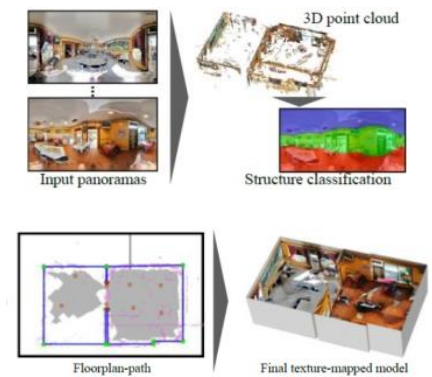 3D point cloud
Input panoramas
Structure classification
Floorplan-path
Final texture-mapped model